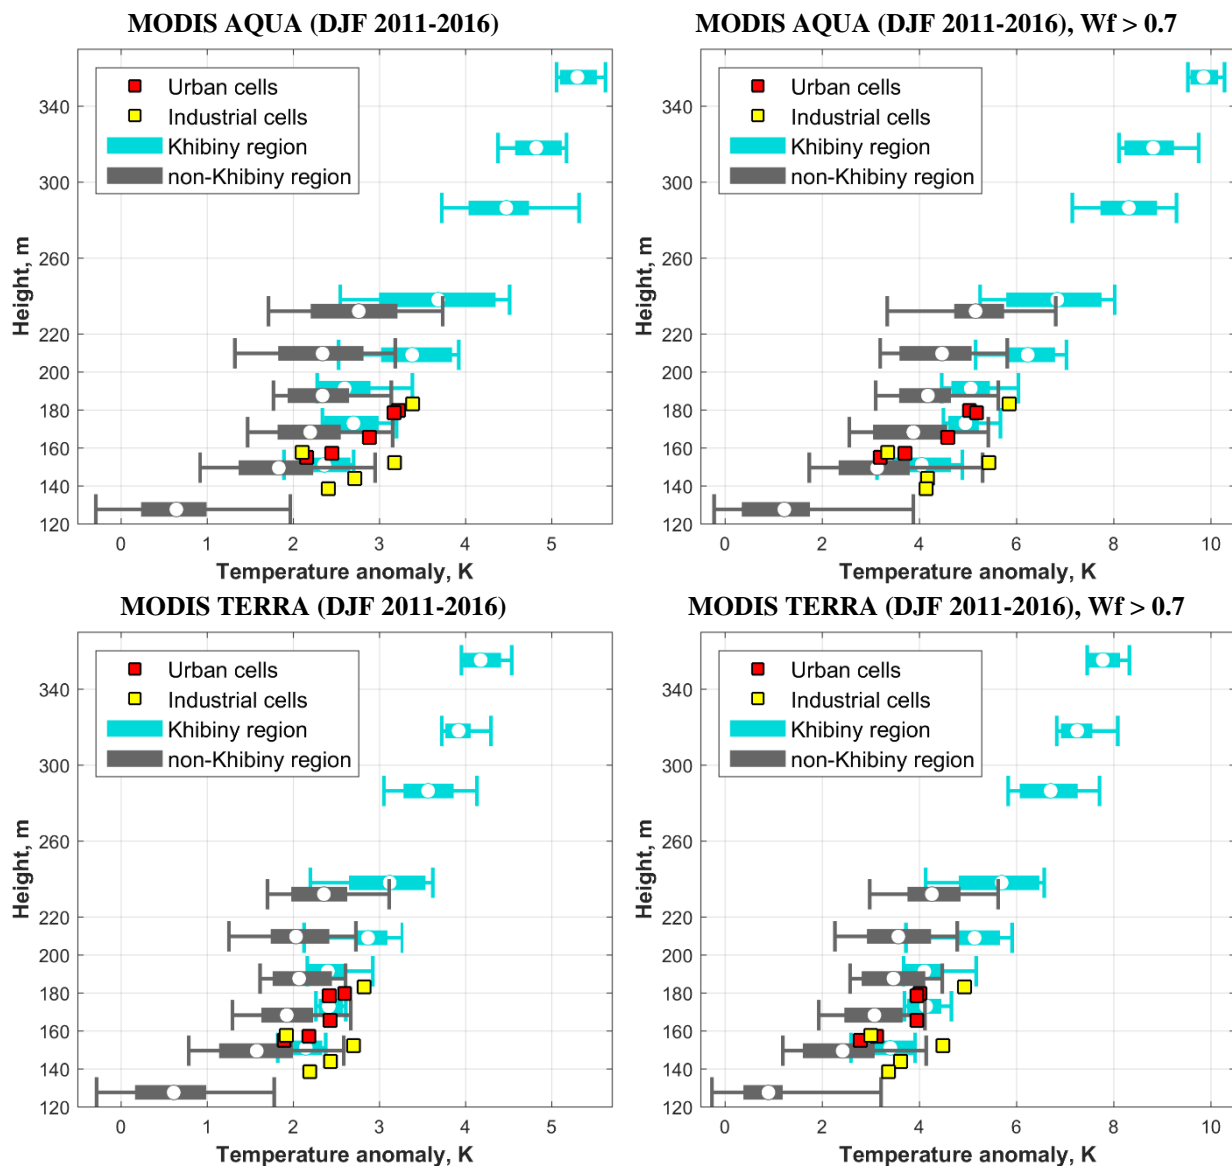 MODIS AQUA (DJF 2011-2016)
Urban cells
Industrial cells
Khibiny region
non-Khibiny region
Height, m
340
300
260
220
200
180
160
140
120
0 1 2 3 4 5
Temperature anomaly, K
MODIS AQUA (DJF 2011-2016), Wf > 0.7
Urban cells
Industrial cells
Khibiny region
non-Khibiny region
Height, m
340
300
260
220
200
180
160
140
120
0 2 4 6 8 10
Temperature anomaly, K
MODIS TERRA (DJF 2011-2016)
Urban cells
Industrial cells
Khibiny region
non-Khibiny region
Height, m
340
300
260
220
200
180
160
140
120
0 1 2 3 4 5
Temperature anomaly, K
MODIS TERRA (DJF 2011-2016), Wf > 0.7
Urban cells
Industrial cells
Khibiny region
non-Khibiny region
Height, m
340
300
260
220
200
180
160
140
120
0 2 4 6 8 10
Temperature anomaly, K